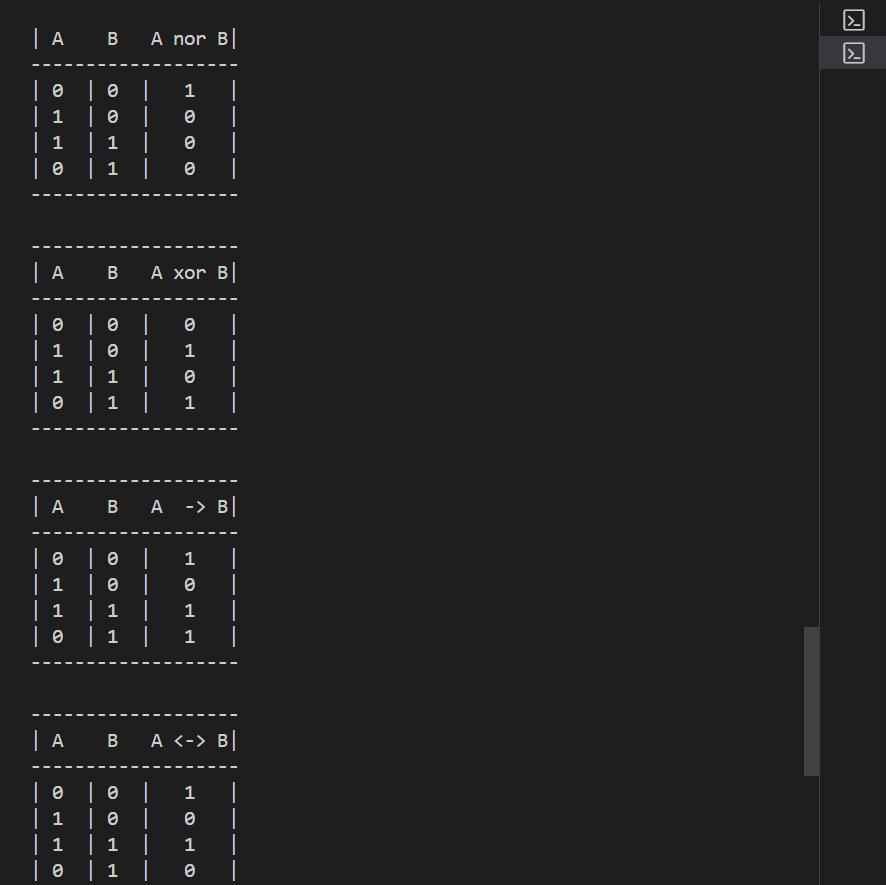 | A    B   A nor B|
-------------------
| 0  | 0  |   1   |
| 1  | 0  |   0   |
| 1  | 1  |   0   |
| 0  | 1  |   0   |
-------------------
-------------------
| A    B   A xor B|
-------------------
| 0  | 0  |   0   |
| 1  | 0  |   1   |
| 1  | 1  |   0   |
| 0  | 1  |   1   |
-------------------
-------------------
| A    B   A  -> B|
-------------------
| 0  | 0  |   1   |
| 1  | 0  |   0   |
| 1  | 1  |   1   |
| 0  | 1  |   1   |
-------------------
-------------------
| A    B   A <-> B|
-------------------
| 0  | 0  |   1   |
| 1  | 0  |   0   |
| 1  | 1  |   1   |
| 0  | 1  |   0   |